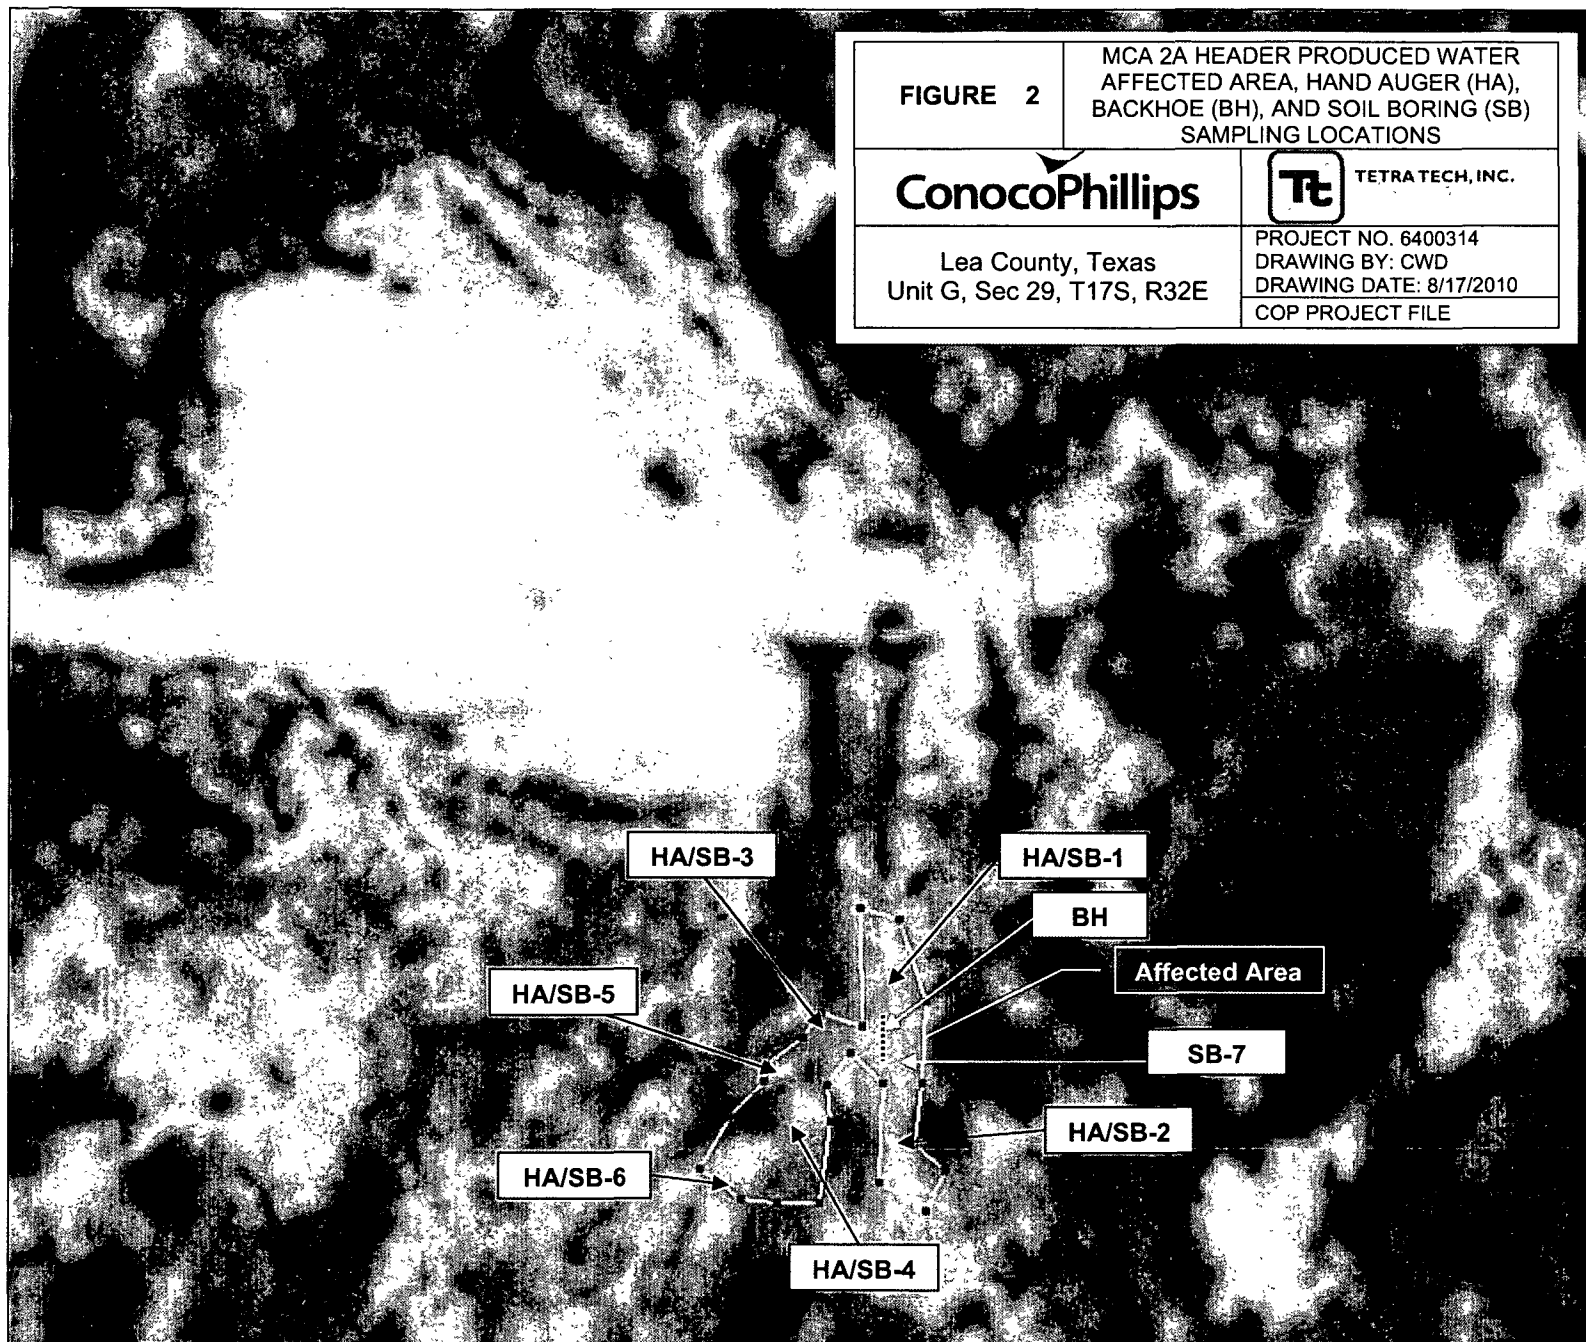 FIGURE 2
MCA 2A HEADER PRODUCED WATER
AFFECTED AREA, HAND AUGER (HA),
BACKHOE (BH), AND SOIL BORING (SB)
SAMPLING LOCATIONS
ConocoPhillips
Tt
TETRA TECH, INC.
Lea County, Texas
Unit G, Sec 29, T17S, R32E
PROJECT NO. 6400314
DRAWING BY: CWD
DRAWING DATE: 8/17/2010
COP PROJECT FILE
HA/SB-3
HA/SB-1
BH
Affected Area
HA/SB-5
SB-7
HA/SB-2
HA/SB-6
HA/SB-4